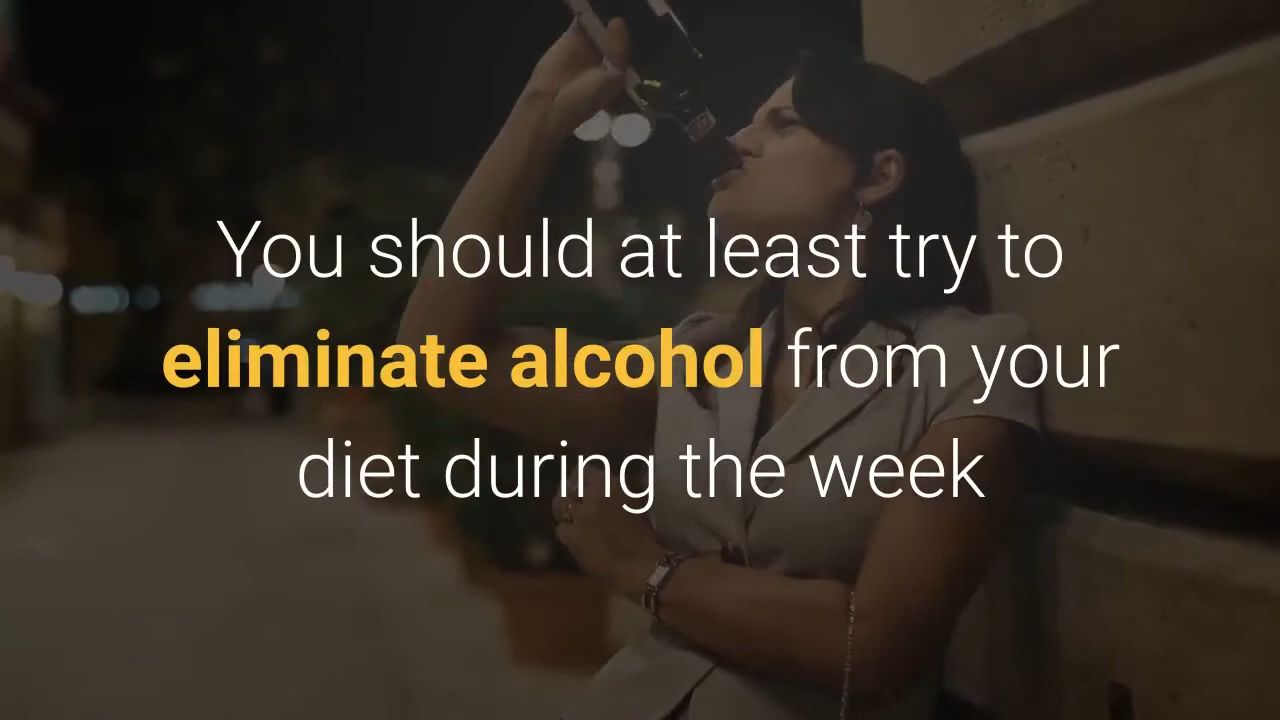 You should at least try to
eliminate alcohol from your
diet during the week